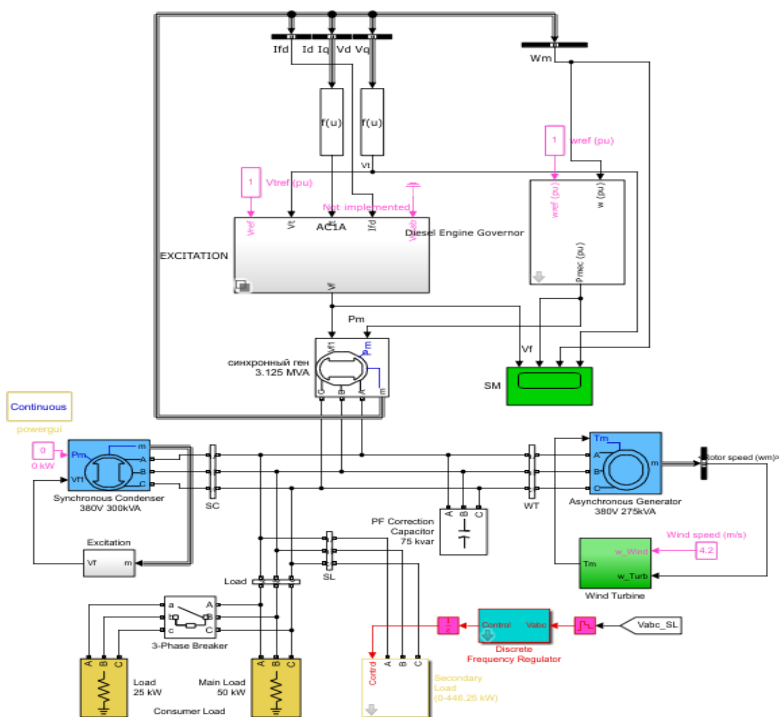 Ifd
Id Iq Vd Vq
Wm
f(u)
f(u)
Vt
1
wref (pu)
1
Vtref (pu)
Not implemented
wref (pu)
w (pu)
Vref
Vt
Ifd
AC1A
Diesel Engine Governor
EXCITATION
Vf
Pmec (pu)
Pm
Vf
синхронный ген
3.125 MVA
Vf1
Pm
m
C
B
A
SM
Continuous
powergui
0
0 kW
Pm
Vf1
m
A
B
C
Synchronous Condenser
380V 300kVA
SC
WT
Tm
A
B
C
m
Asynchronous Generator
380V 275kVA
<Rotor speed (wm)>
A B C
PF Correction
Capacitor
75 kvar
Excitation
Vf
m
SL
Load
Wind speed (m/s)
4.2
w_Wind
Tm
w_Turb
Wind Turbine
a
b
c
A
B
C
3-Phase Breaker
Control
Vabc
Vabc_SL
Discrete
Frequency Regulator
A B C
Load
25 kW
A B C
Main Load
50 kW
Consumer Load
Control
A B C
Secondary
Load
(0-446.25 kW)